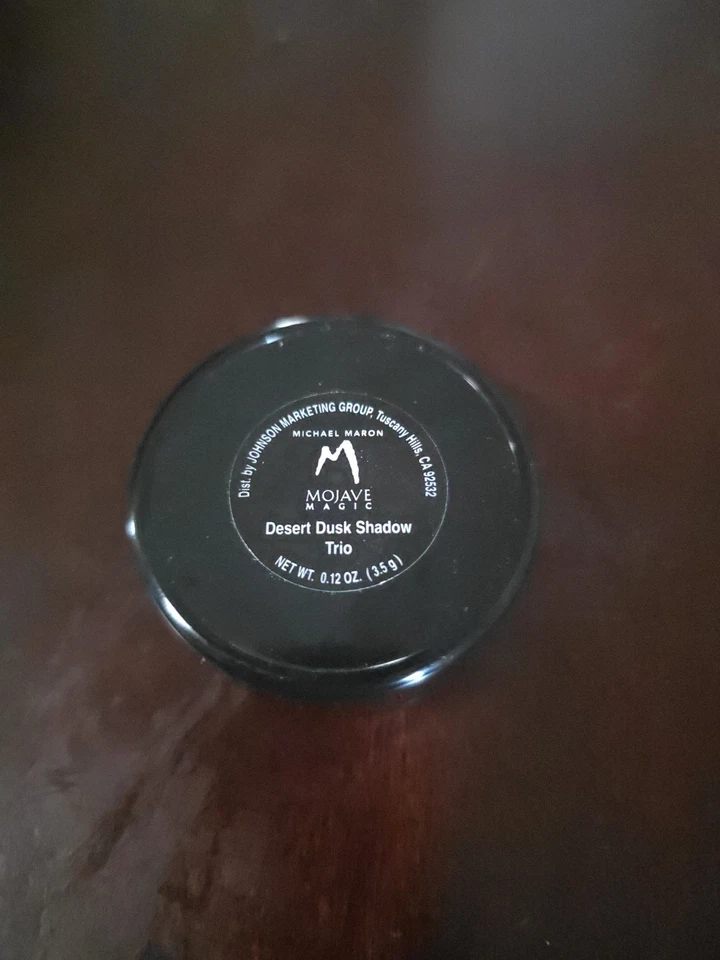 Dist. by JOHNSON MARKETING GROUP, Tuscany Hills, CA 92532
MICHAEL MARON
M
MOJAVE
MAGIC
Desert Dusk Shadow
Trio
NET WT. 0.12 OZ. (3.5 g)